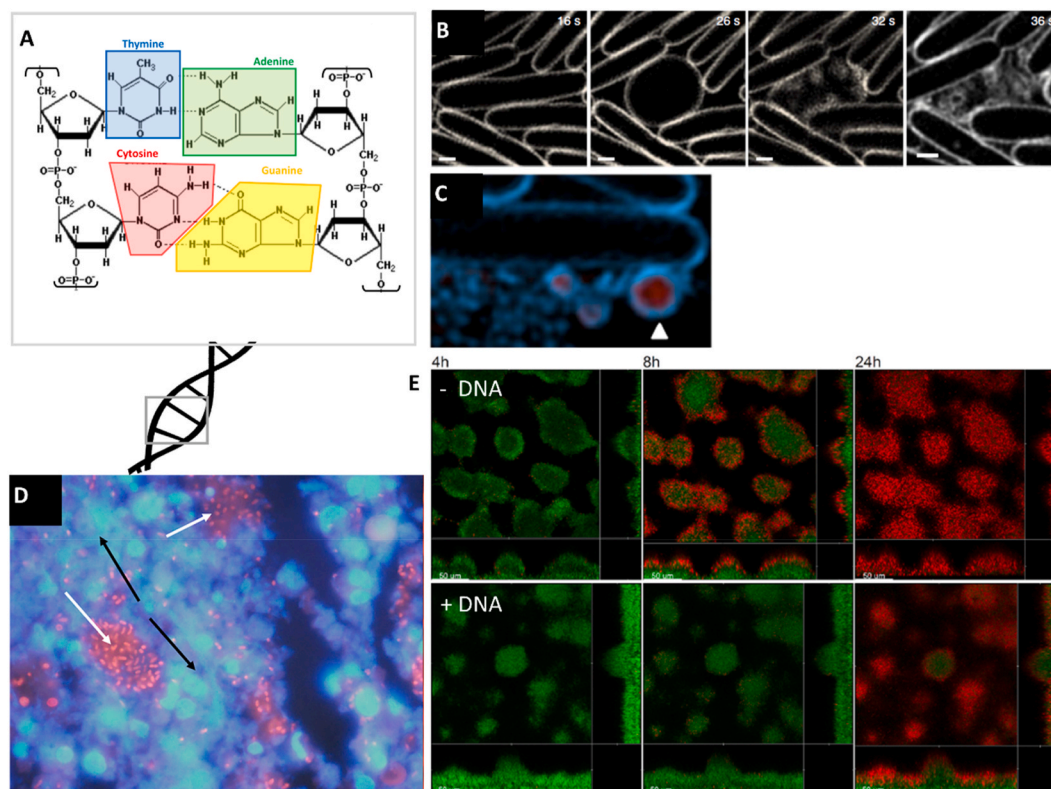 A
Thymine
Adenine
CH₃
O
H
H
N
H
N
N
O
H
N
N
N
N
H
O
O
O=P-O⁻
O
CH₂
O=P-O⁻
O
Cytosine
Guanine
H
H
N
H
O
N
N
O
H
N
H
N
H
N
N
N
H
O
O=P-O⁻
O
CH₂
O=P-O⁻
O
CH₂
O
B
16 s
26 s
32 s
36 s
C
D
E
4h
8h
24h
- DNA
50 µm
50 µm
50 µm
+ DNA